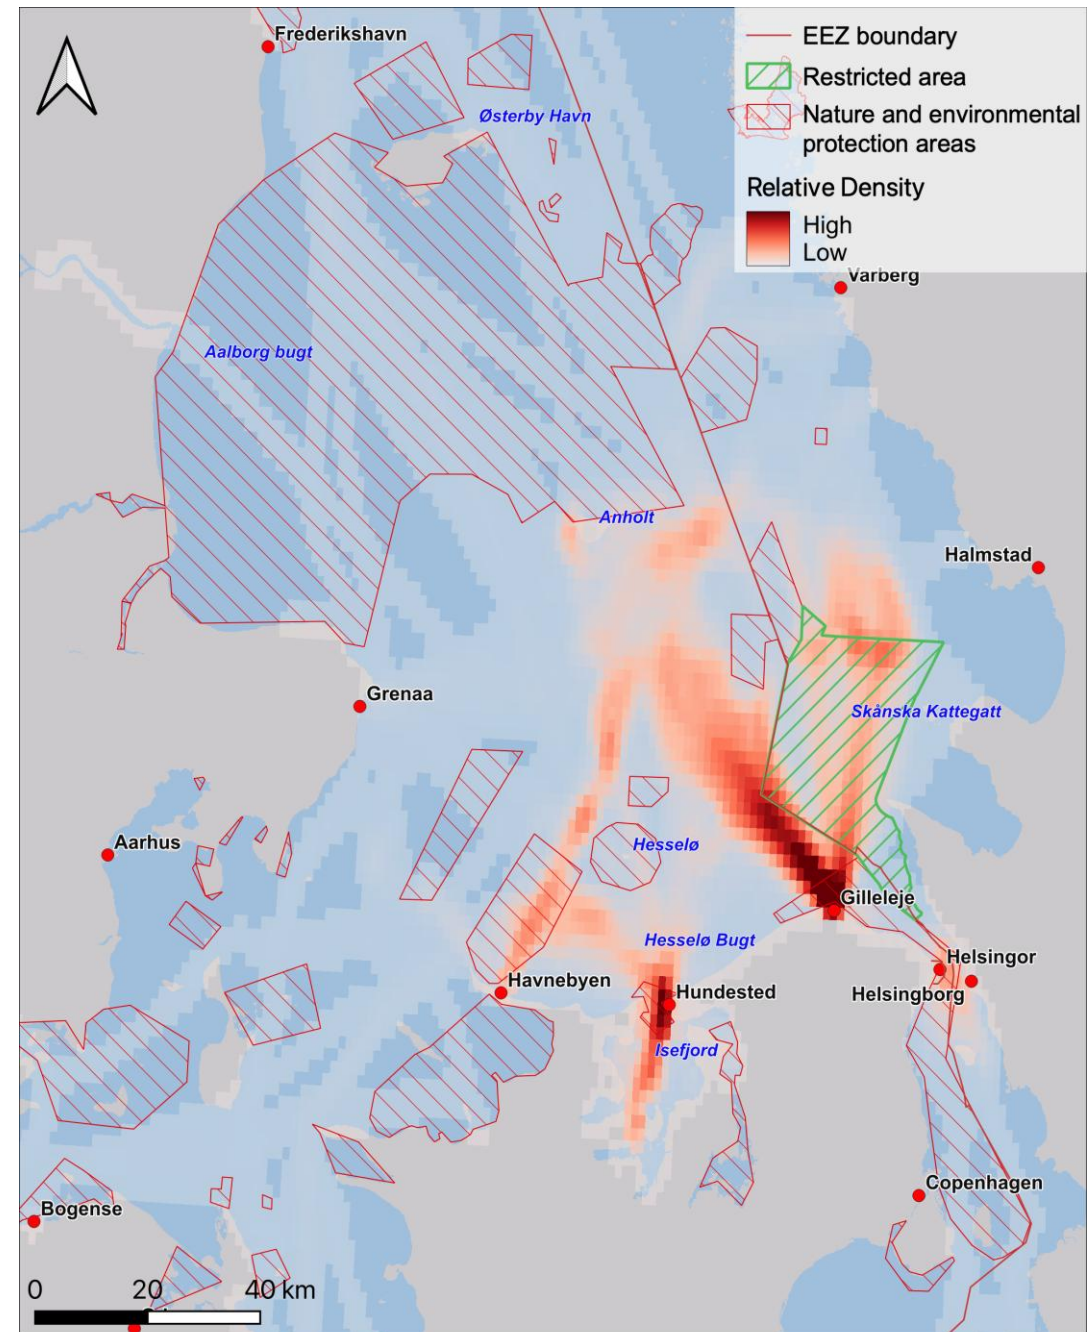 Frederikshavn
EEZ boundary
Restricted area
Nature and environmental
protection areas
Relative Density
High
Low
Østerby Havn
Varberg
Aalborg bugt
Anholt
Halmstad
Grenaa
Skånska Kattegatt
Aarhus
Hesselø
Gilleleje
Hesselø Bugt
Helsingor
Havnebyen
Hundested
Helsingborg
Isefjord
Copenhagen
Bogense
0 20 40 km